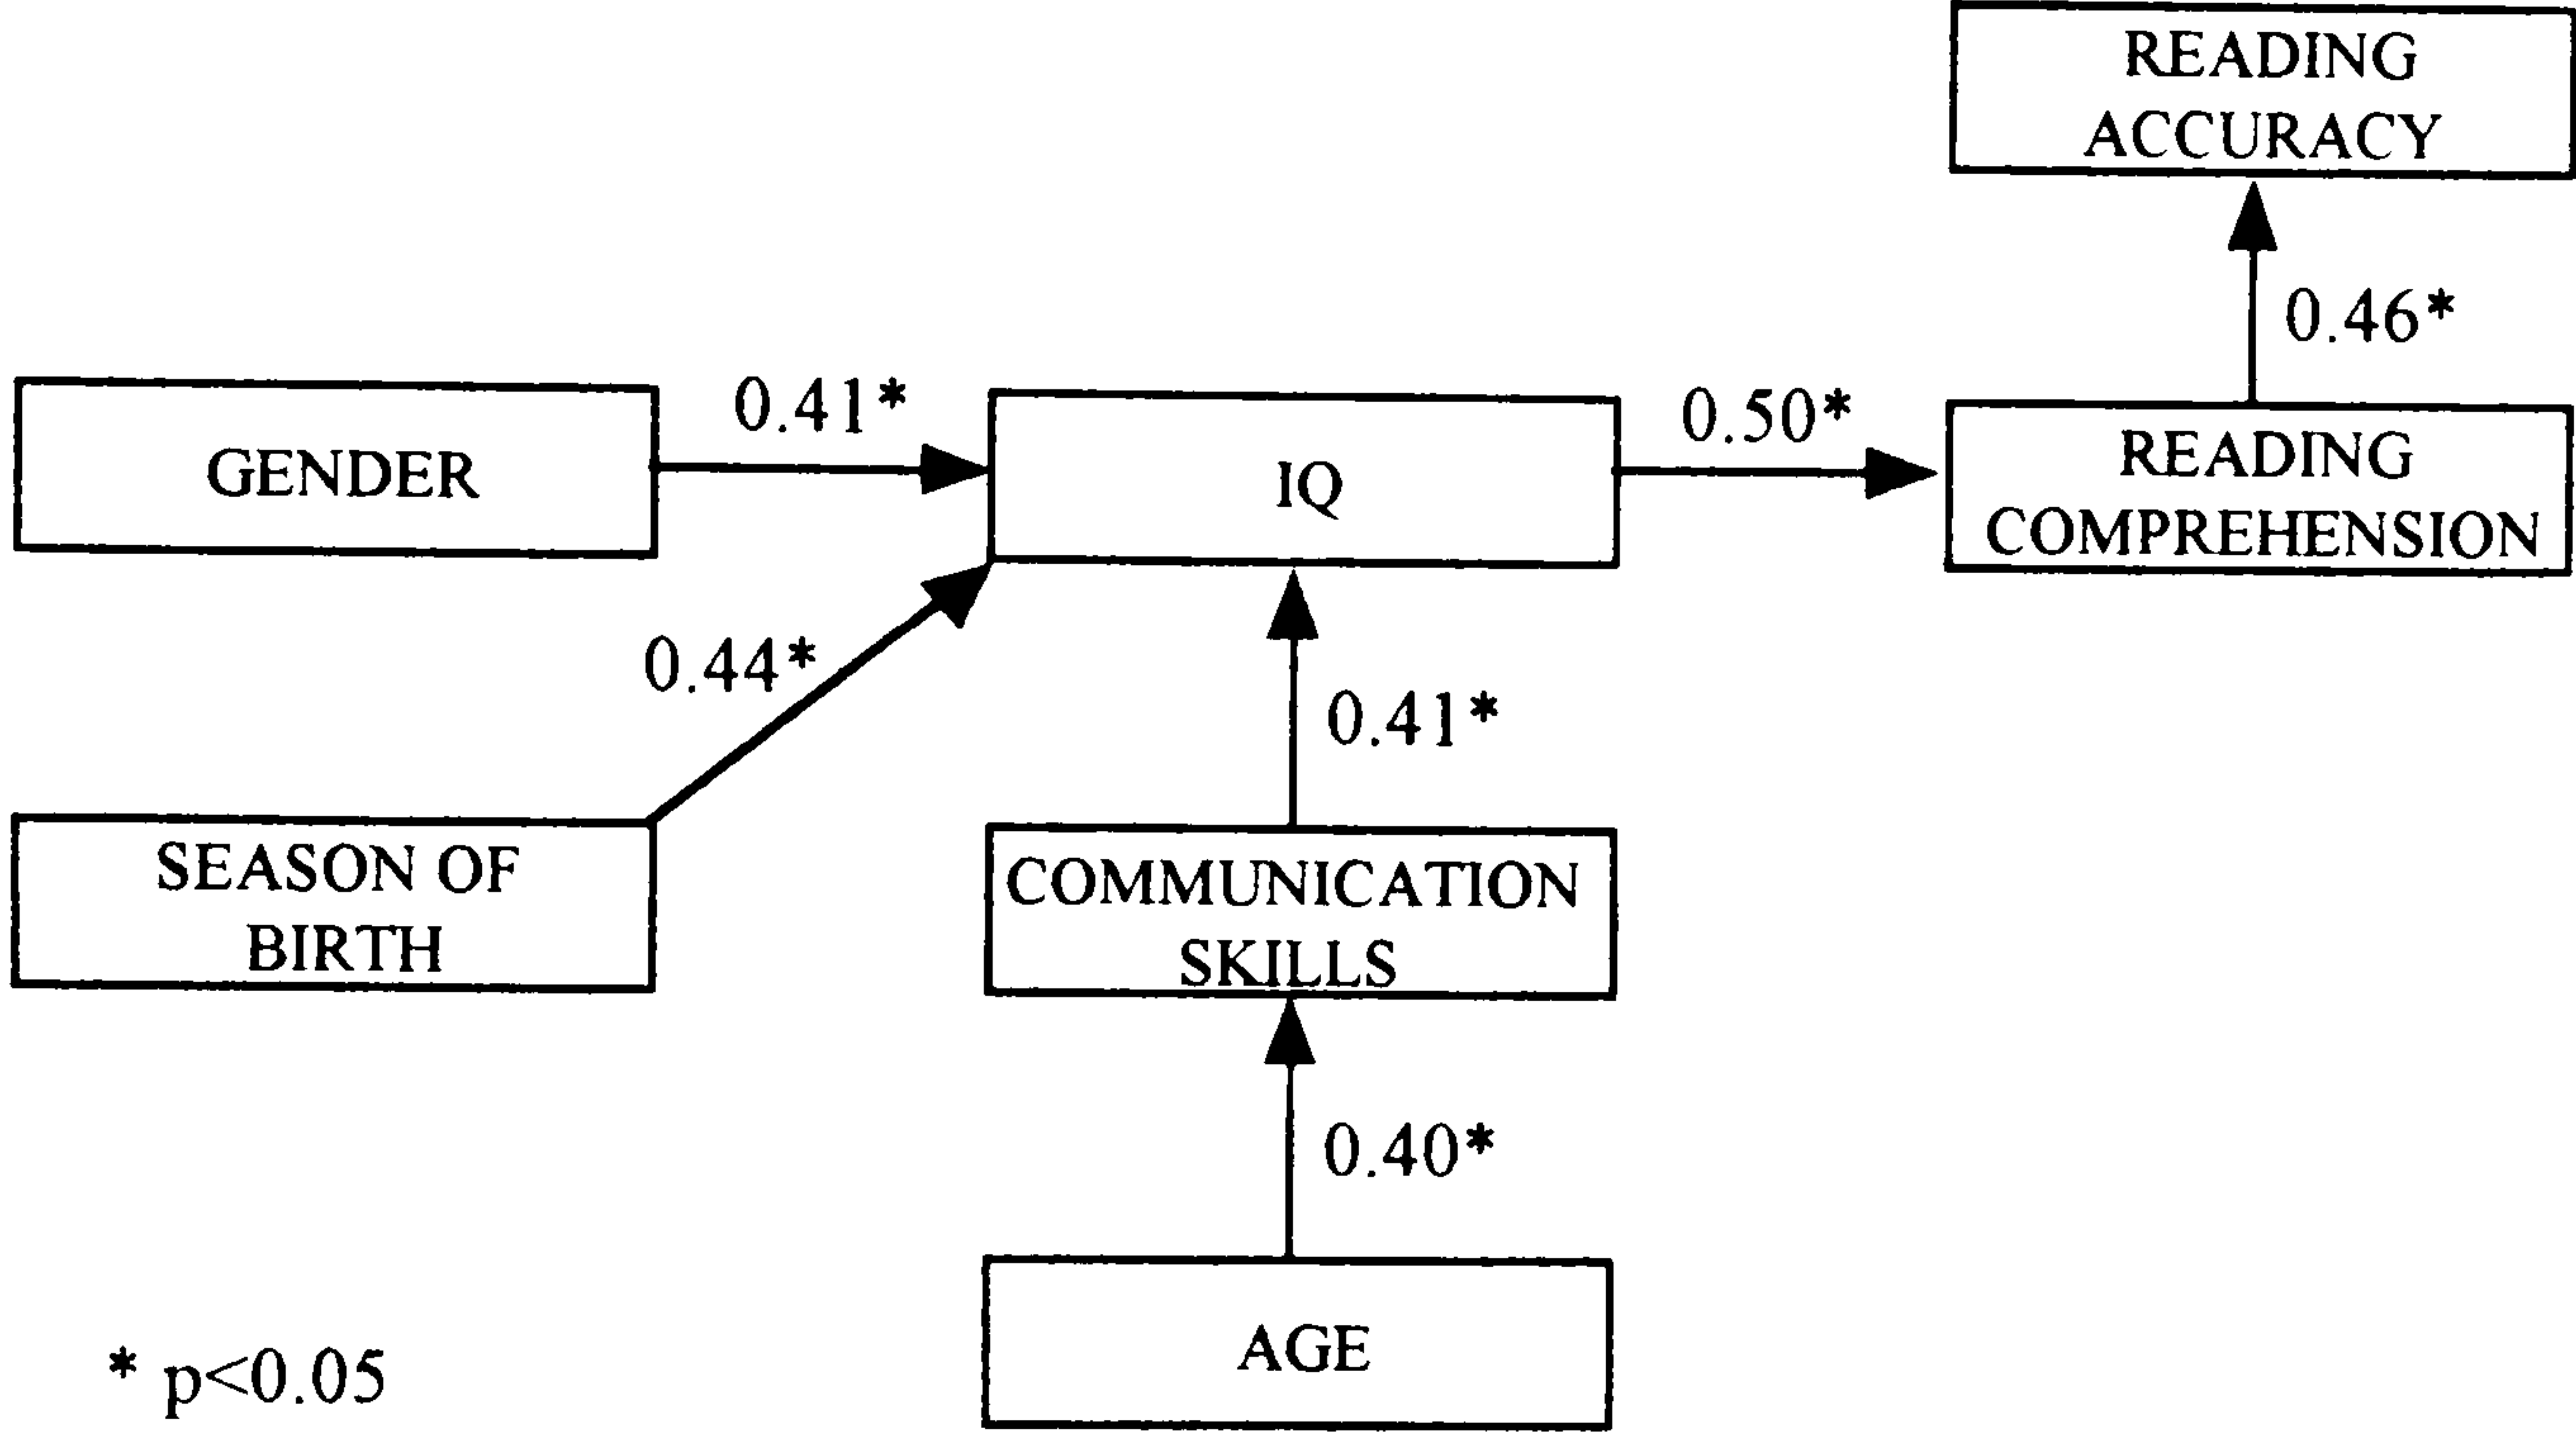 READING
ACCURACY
0.46*
GENDER
0.41*
IQ
0.50*
READING
COMPREHENSION
0.44*
0.41*
SEASON OF
BIRTH
COMMUNICATION
SKILLS
0.40*
AGE
* p<0.05